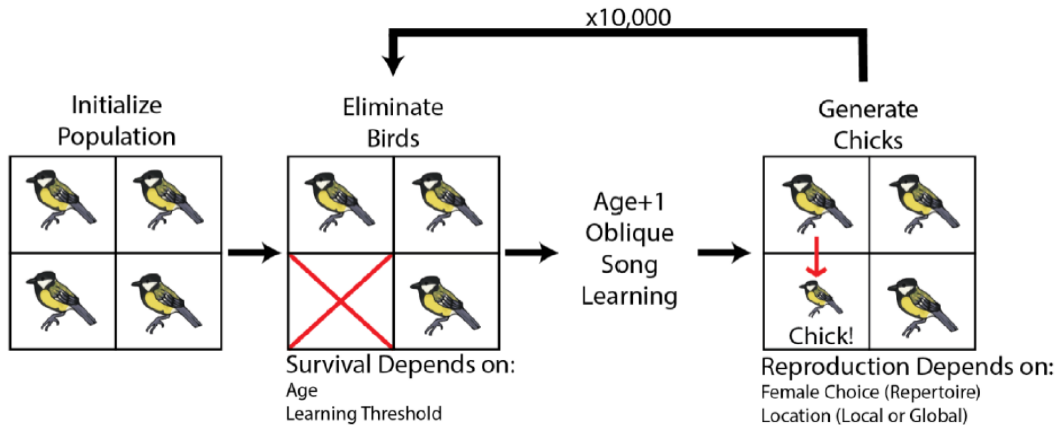 x10,000
Initialize
Population
Eliminate
Birds
Age+1
Oblique
Song
Learning
Generate
Chicks
Chick!
Survival Depends on:
Age
Learning Threshold
Reproduction Depends on:
Female Choice (Repertoire)
Location (Local or Global)